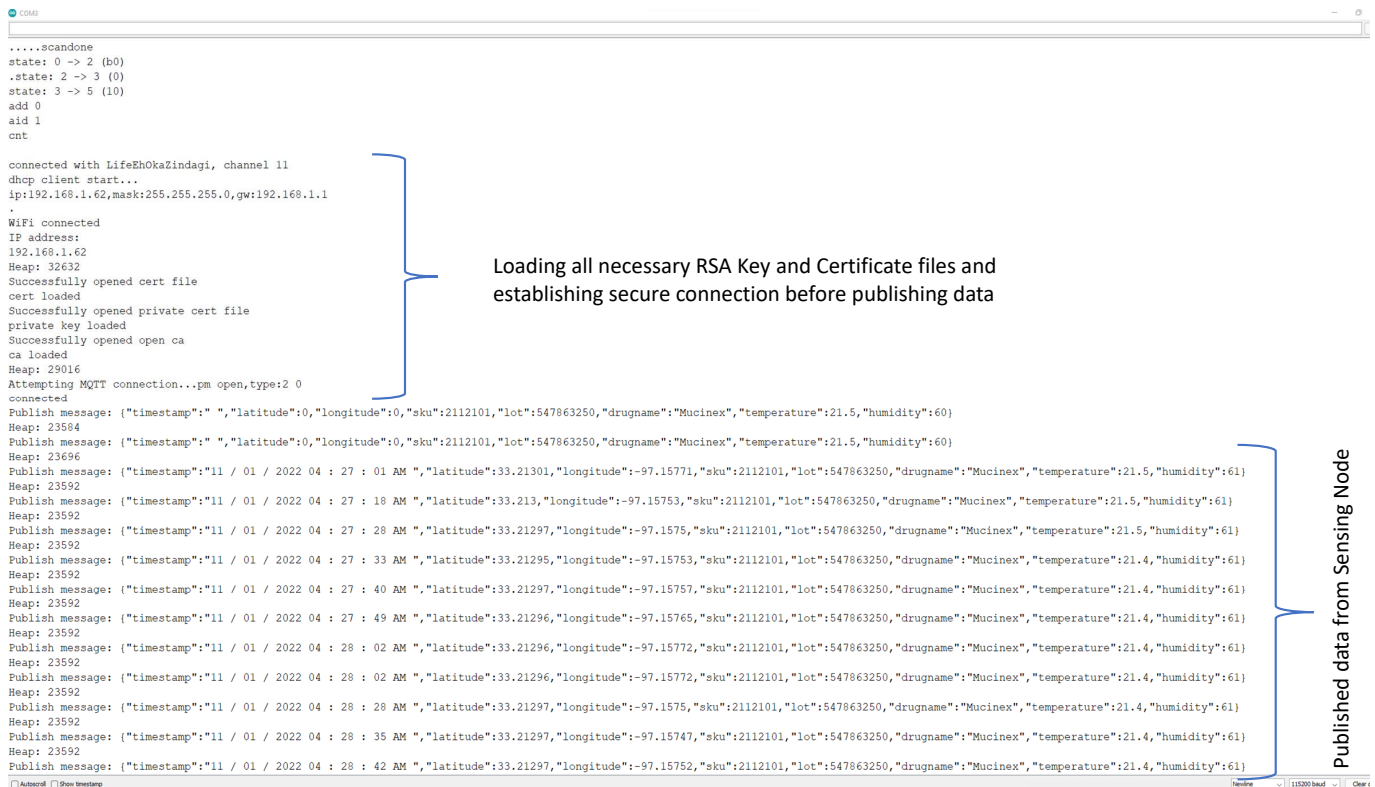 COM3
.....scandone
state: 0 -> 2 (b0)
.state: 2 -> 3 (0)
state: 3 -> 5 (10)
add 0
aid 1
cnt
connected with LifeEhOkaZindagi, channel 11
dhcp client start...
ip:192.168.1.62,mask:255.255.255.0,gw:192.168.1.1
.
WiFi connected
IP address:
192.168.1.62
Heap: 32632
Successfully opened cert file
cert loaded
Successfully opened private cert file
private key loaded
Successfully opened open ca
ca loaded
Heap: 29016
Attempting MQTT connection...pm open,type:2 0
connected
Loading all necessary RSA Key and Certificate files and
establishing secure connection before publishing data
Publish message: {"timestamp":" ","latitude":0,"longitude":0,"sku":2112101,"lot":547863250,"drugname":"Mucinex","temperature":21.5,"humidity":60}
Heap: 23584
Publish message: {"timestamp":" ","latitude":0,"longitude":0,"sku":2112101,"lot":547863250,"drugname":"Mucinex","temperature":21.5,"humidity":60}
Heap: 23696
Publish message: {"timestamp":"11 / 01 / 2022 04 : 27 : 01 AM ","latitude":33.21301,"longitude":-97.15771,"sku":2112101,"lot":547863250,"drugname":"Mucinex","temperature":21.5,"humidity":61}
Heap: 23592
Publish message: {"timestamp":"11 / 01 / 2022 04 : 27 : 18 AM ","latitude":33.213,"longitude":-97.15753,"sku":2112101,"lot":547863250,"drugname":"Mucinex","temperature":21.5,"humidity":61}
Heap: 23592
Publish message: {"timestamp":"11 / 01 / 2022 04 : 27 : 28 AM ","latitude":33.21297,"longitude":-97.1575,"sku":2112101,"lot":547863250,"drugname":"Mucinex","temperature":21.5,"humidity":61}
Heap: 23592
Publish message: {"timestamp":"11 / 01 / 2022 04 : 27 : 33 AM ","latitude":33.21295,"longitude":-97.15753,"sku":2112101,"lot":547863250,"drugname":"Mucinex","temperature":21.4,"humidity":61}
Heap: 23592
Publish message: {"timestamp":"11 / 01 / 2022 04 : 27 : 40 AM ","latitude":33.21297,"longitude":-97.15757,"sku":2112101,"lot":547863250,"drugname":"Mucinex","temperature":21.4,"humidity":61}
Heap: 23592
Publish message: {"timestamp":"11 / 01 / 2022 04 : 27 : 49 AM ","latitude":33.21296,"longitude":-97.15765,"sku":2112101,"lot":547863250,"drugname":"Mucinex","temperature":21.4,"humidity":61}
Heap: 23592
Publish message: {"timestamp":"11 / 01 / 2022 04 : 28 : 02 AM ","latitude":33.21296,"longitude":-97.15772,"sku":2112101,"lot":547863250,"drugname":"Mucinex","temperature":21.4,"humidity":61}
Heap: 23592
Publish message: {"timestamp":"11 / 01 / 2022 04 : 28 : 02 AM ","latitude":33.21296,"longitude":-97.15772,"sku":2112101,"lot":547863250,"drugname":"Mucinex","temperature":21.4,"humidity":61}
Heap: 23592
Publish message: {"timestamp":"11 / 01 / 2022 04 : 28 : 28 AM ","latitude":33.21297,"longitude":-97.1575,"sku":2112101,"lot":547863250,"drugname":"Mucinex","temperature":21.4,"humidity":61}
Heap: 23592
Publish message: {"timestamp":"11 / 01 / 2022 04 : 28 : 35 AM ","latitude":33.21297,"longitude":-97.15747,"sku":2112101,"lot":547863250,"drugname":"Mucinex","temperature":21.4,"humidity":61}
Heap: 23592
Publish message: {"timestamp":"11 / 01 / 2022 04 : 28 : 42 AM ","latitude":33.21297,"longitude":-97.15752,"sku":2112101,"lot":547863250,"drugname":"Mucinex","temperature":21.4,"humidity":61}
Published data from Sensing Node
Autoscroll Show timestamp Newline 115200 baud Clear